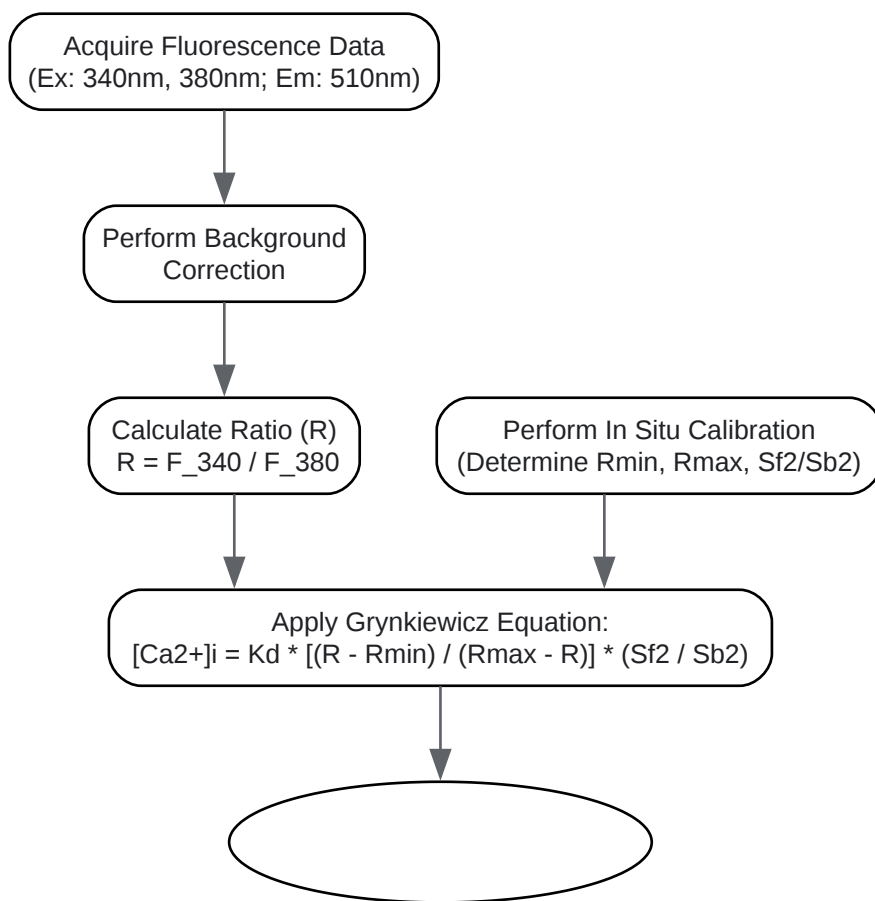 Acquire Fluorescence Data
(Ex: 340nm, 380nm; Em: 510nm)
Perform Background
Correction
Calculate Ratio (R)
R = F_340 / F_380
Perform In Situ Calibration
(Determine Rmin, Rmax, Sf2/Sb2)
Apply Grynkiewicz Equation:
[Ca2+]i = Kd * [(R - Rmin) / (Rmax - R)] * (Sf2 / Sb2)